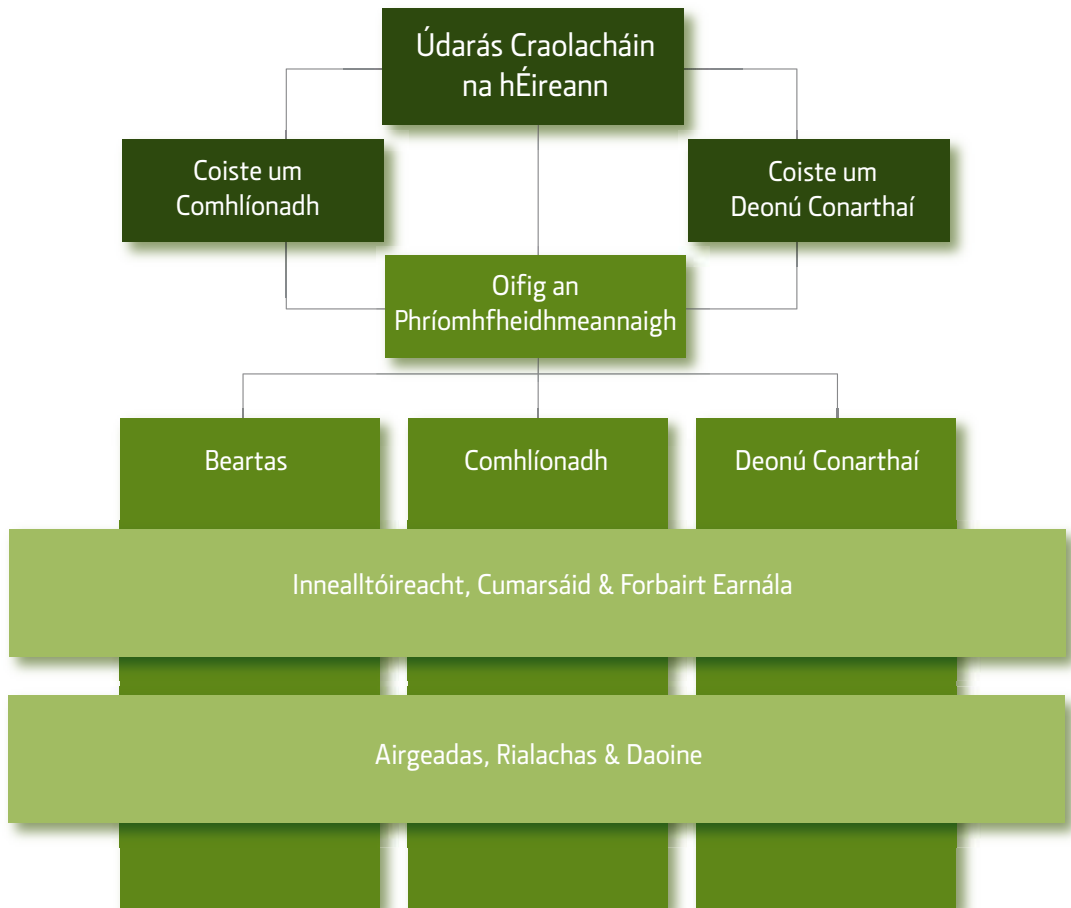 Údarás Craolacháin
na hÉireann
Coiste um
Comhlíonadh
Coiste um
Deonú Conarthaí
Oifig an
Phríomhfheidhmeannaigh
Beartas
Comhlíonadh
Deonú Conarthaí
Innealltóireacht, Cumarsáid & Forbairt Earnála
Airgeadas, Rialachas & Daoine